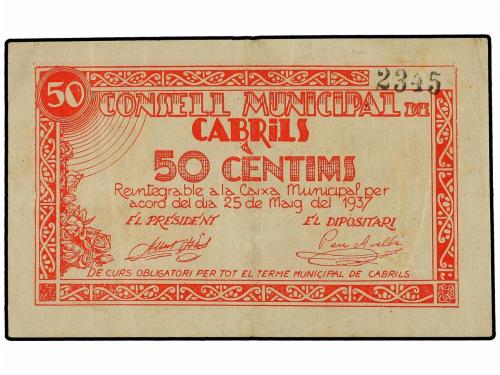 2345
50 CONSELL MUNICIPAL DE
CABRILS
50 CÈNTIMS
Reintegrable a la Caixa Municipal per
acord del dia 25 de Maig del 1937
EL PRESIDENT EL DIPOSITARI
DE CURS OBLIGATORI PER TOT EL TERME MUNICIPAL DE CABRILS